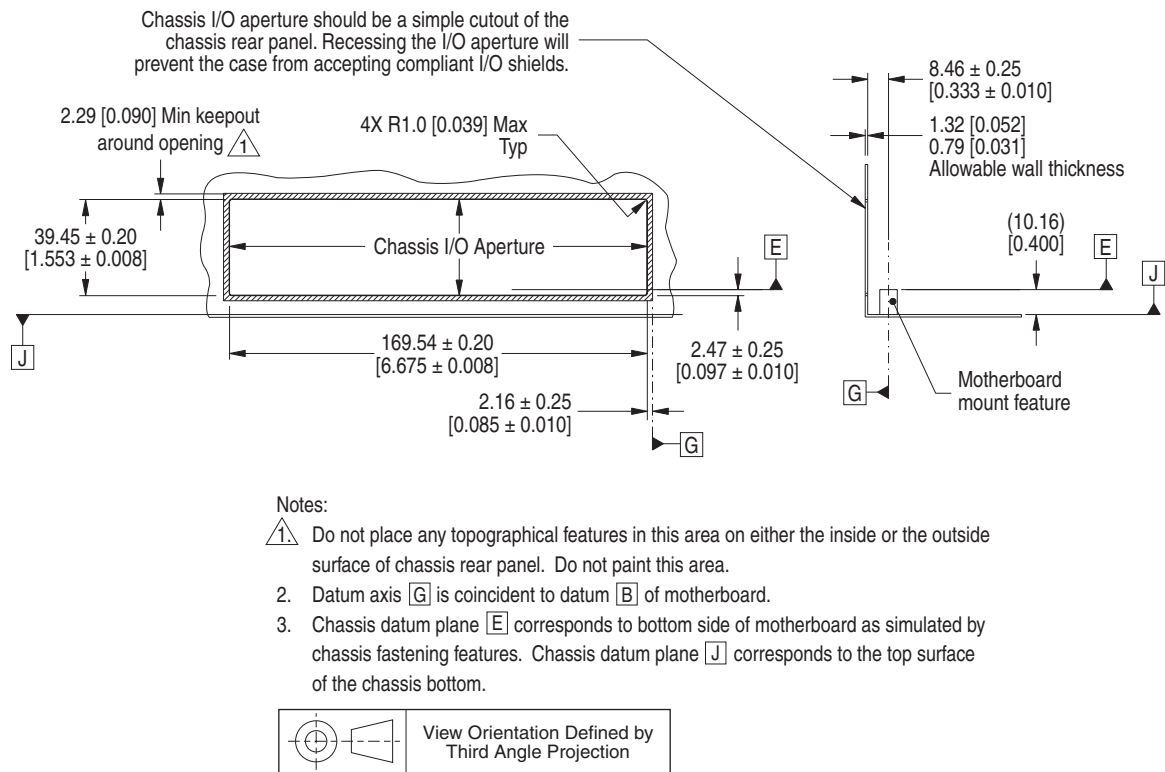 Chassis I/O aperture should be a simple cutout of the
chassis rear panel. Recessing the I/O aperture will
prevent the case from accepting compliant I/O shields.
8.46 ± 0.25
[0.333 ± 0.010]
2.29 [0.090] Min keepout
around opening 1
4X R1.0 [0.039] Max
Typ
1.32 [0.052]
0.79 [0.031]
Allowable wall thickness
39.45 ± 0.20
[1.553 ± 0.008]
Chassis I/O Aperture
E
(10.16)
[0.400]
E
J
J
169.54 ± 0.20
[6.675 ± 0.008]
2.47 ± 0.25
[0.097 ± 0.010]
2.16 ± 0.25
[0.085 ± 0.010]
G
G
Motherboard
mount feature
Notes:
1. Do not place any topographical features in this area on either the inside or the outside
surface of chassis rear panel. Do not paint this area.
2. Datum axis G is coincident to datum B of motherboard.
3. Chassis datum plane E corresponds to bottom side of motherboard as simulated by
chassis fastening features. Chassis datum plane J corresponds to the top surface
of the chassis bottom.
View Orientation Defined by
Third Angle Projection